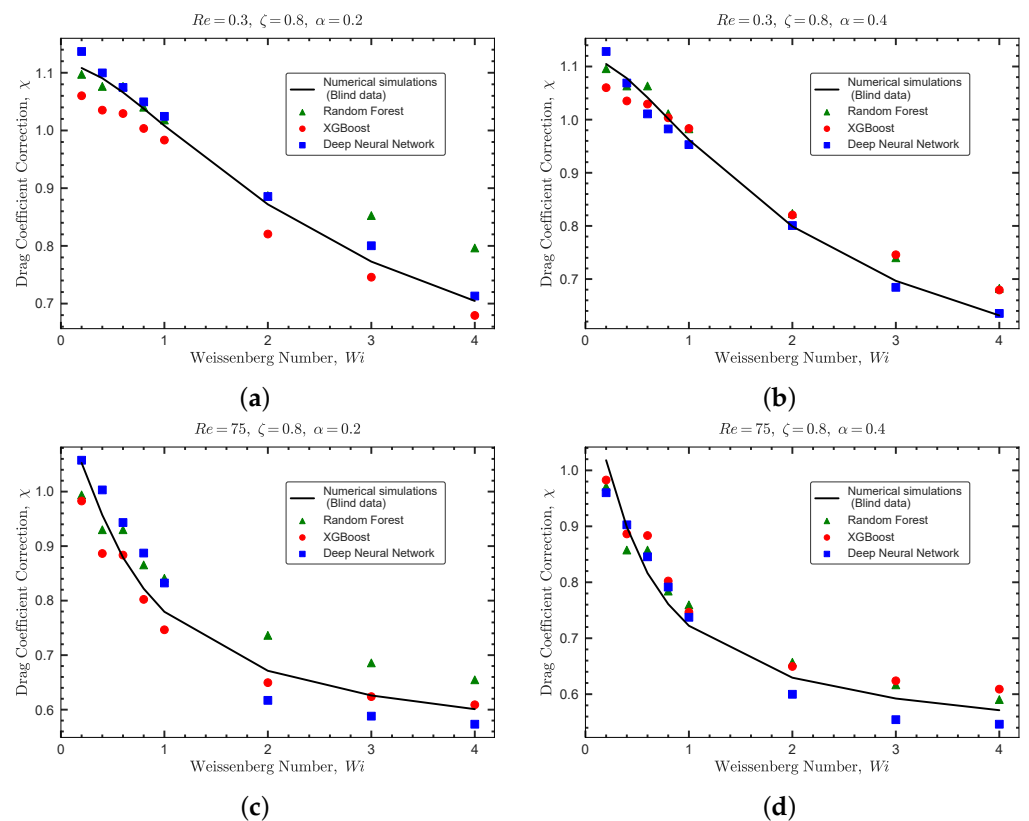 Re = 0.3, ζ = 0.8, α = 0.2
Drag Coefficient Correction, χ
1.1
1.0
0.9
0.8
0.7
Numerical simulations
(Blind data)
Random Forest
XGBoost
Deep Neural Network
0 1 2 3 4
Weissenberg Number, Wi
(a)
Re = 0.3, ζ = 0.8, α = 0.4
Drag Coefficient Correction, χ
1.1
1.0
0.9
0.8
0.7
Numerical simulations
(Blind data)
Random Forest
XGBoost
Deep Neural Network
0 1 2 3 4
Weissenberg Number, Wi
(b)
Re = 75, ζ = 0.8, α = 0.2
Drag Coefficient Correction, χ
1.0
0.9
0.8
0.7
0.6
Numerical simulations
(Blind data)
Random Forest
XGBoost
Deep Neural Network
0 1 2 3 4
Weissenberg Number, Wi
(c)
Re = 75, ζ = 0.8, α = 0.4
Drag Coefficient Correction, χ
1.0
0.9
0.8
0.7
0.6
Numerical simulations
(Blind data)
Random Forest
XGBoost
Deep Neural Network
0 1 2 3 4
Weissenberg Number, Wi
(d)